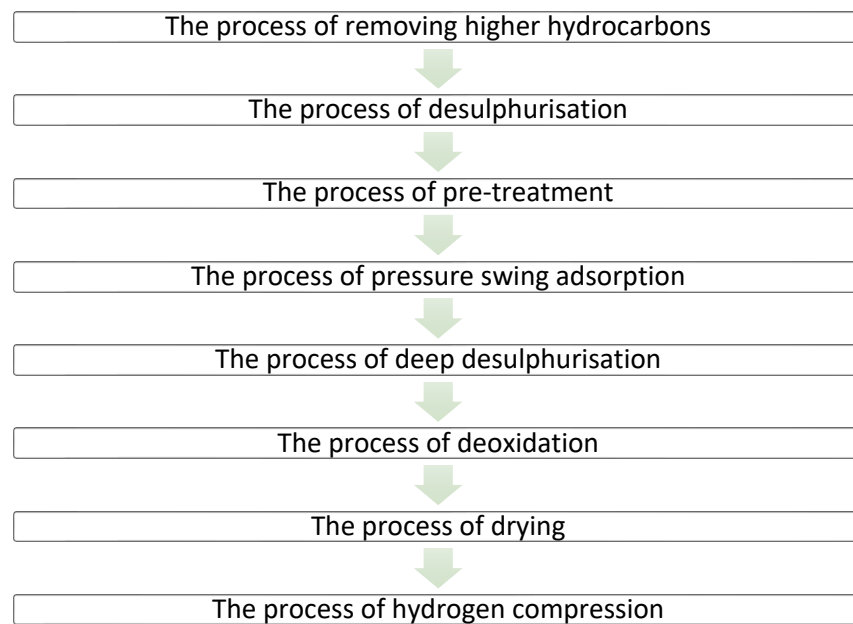 The process of removing higher hydrocarbons
The process of desulphurisation
The process of pre-treatment
The process of pressure swing adsorption
The process of deep desulphurisation
The process of deoxidation
The process of drying
The process of hydrogen compression